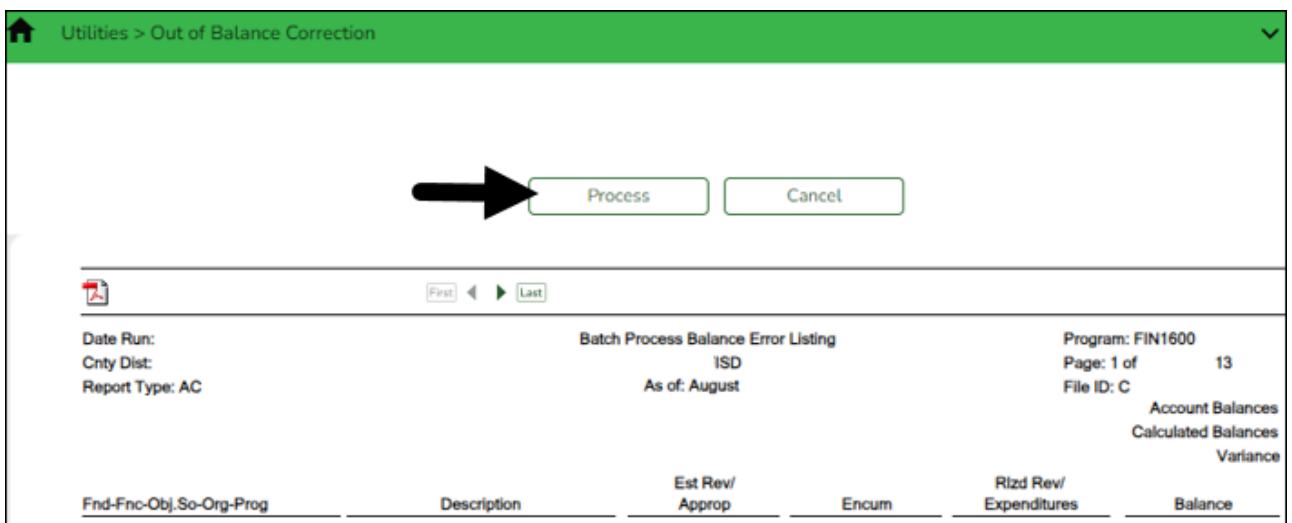 Utilities > Out of Balance Correction
Process Cancel
First Last
Date Run: Batch Process Balance Error Listing Program: FIN1600
Cnty Dist: ISD Page: 1 of 13
Report Type: AC As of: August File ID: C
Account Balances
Calculated Balances
Variance
Est Rev/ Rlzd Rev/
Fnd-Fnc-Obj.So-Org-Prog Description Approp Encum Expenditures Balance